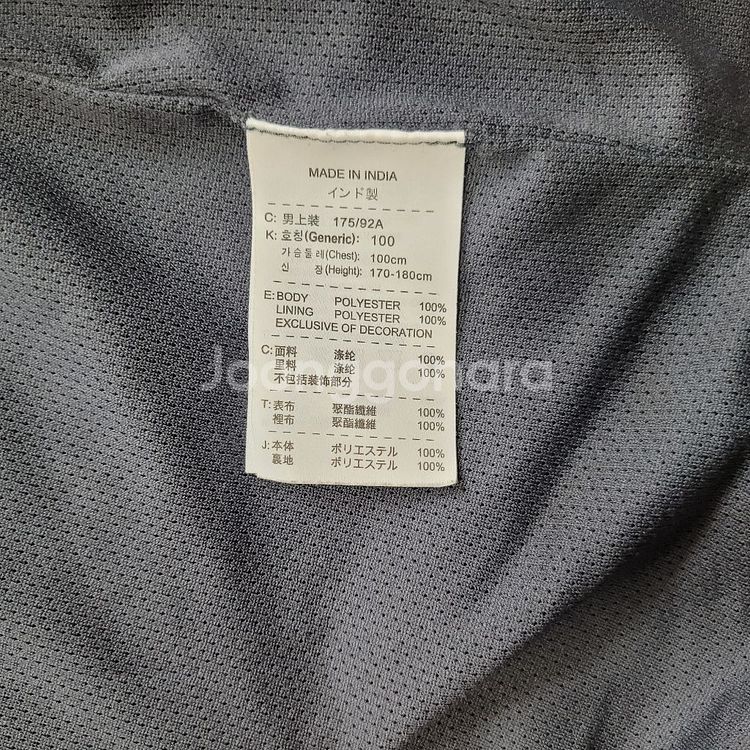 MADE IN INDIA
インド製
C: 男上装 175/92A
K: 호칭(Generic): 100
가슴둘레(Chest): 100cm
신 장(Height): 170-180cm
E: BODY POLYESTER 100%
LINING POLYESTER 100%
EXCLUSIVE OF DECORATION
C: 面料 涤纶 100%
里料 涤纶 100%
不包括装饰部分
Joonggonara
T: 表布 聚酯纖維 100%
裡布 聚酯纖維 100%
J: 本体 ポリエステル 100%
裏地 ポリエステル 100%